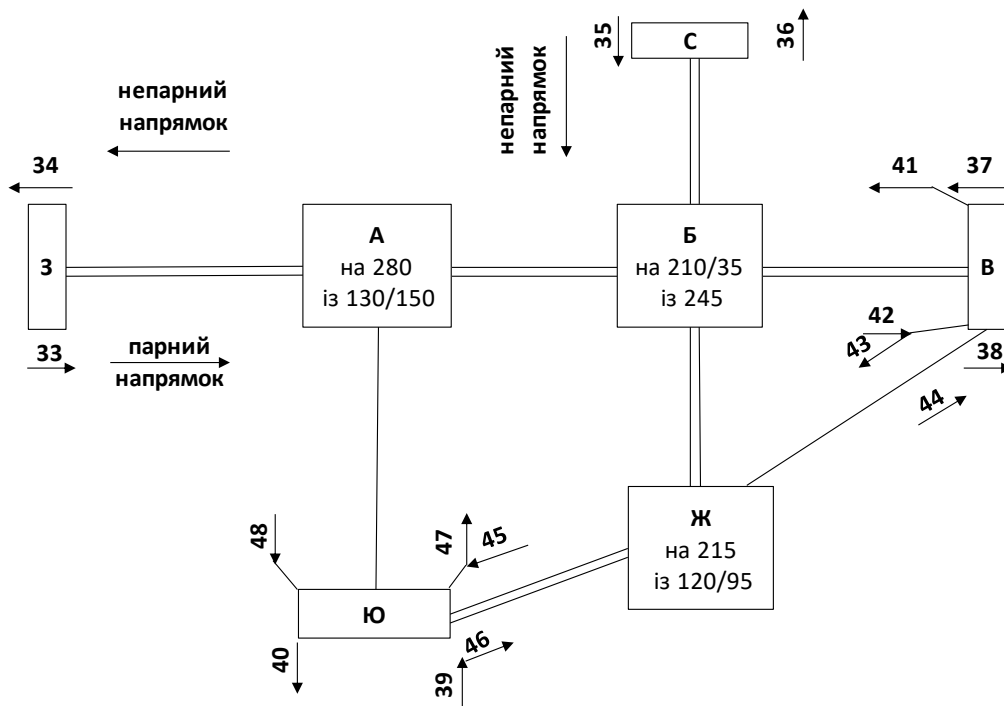 35
С
36
непарний
напрямок
непарний
напрямок
34
41
37
З
А
на 280
із 130/150
Б
на 210/35
із 245
В
33
парний
напрямок
42
43
38
44
Ж
на 215
із 120/95
48
47
45
Ю
40
46
39